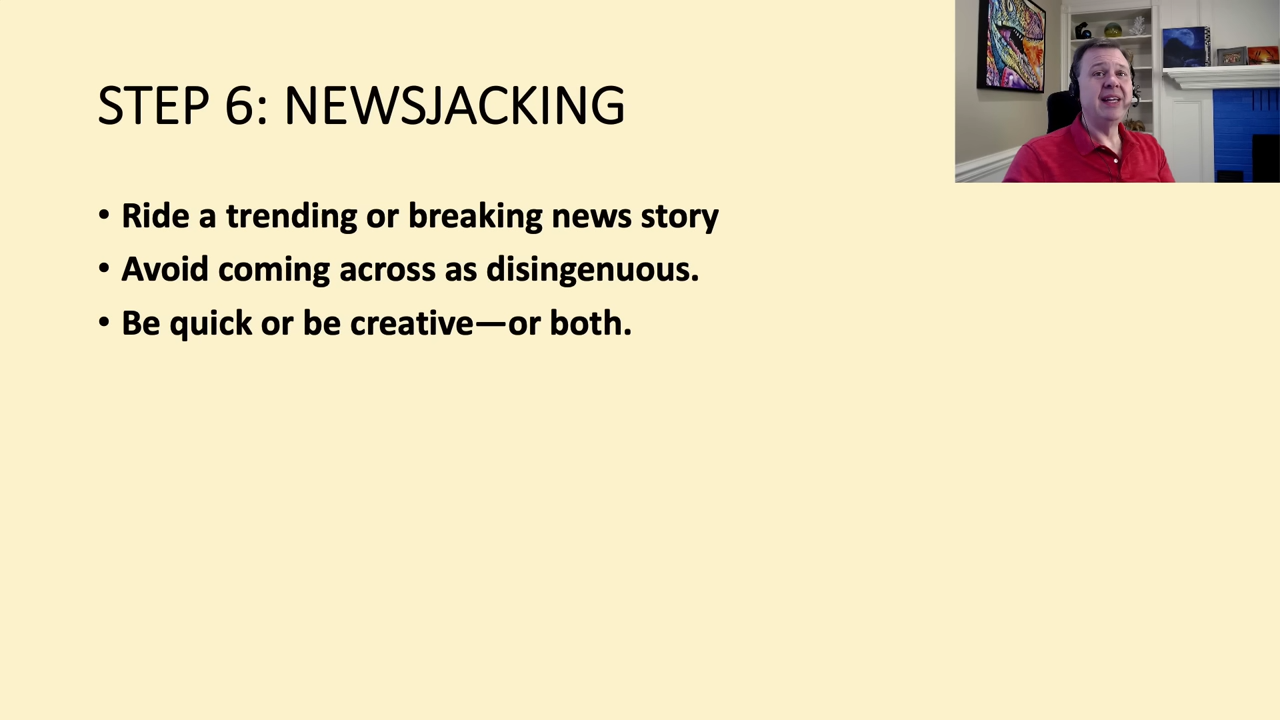 STEP 6: NEWSJACKING
• Ride a trending or breaking news story
• Avoid coming across as disingenuous.
• Be quick or be creative—or both.